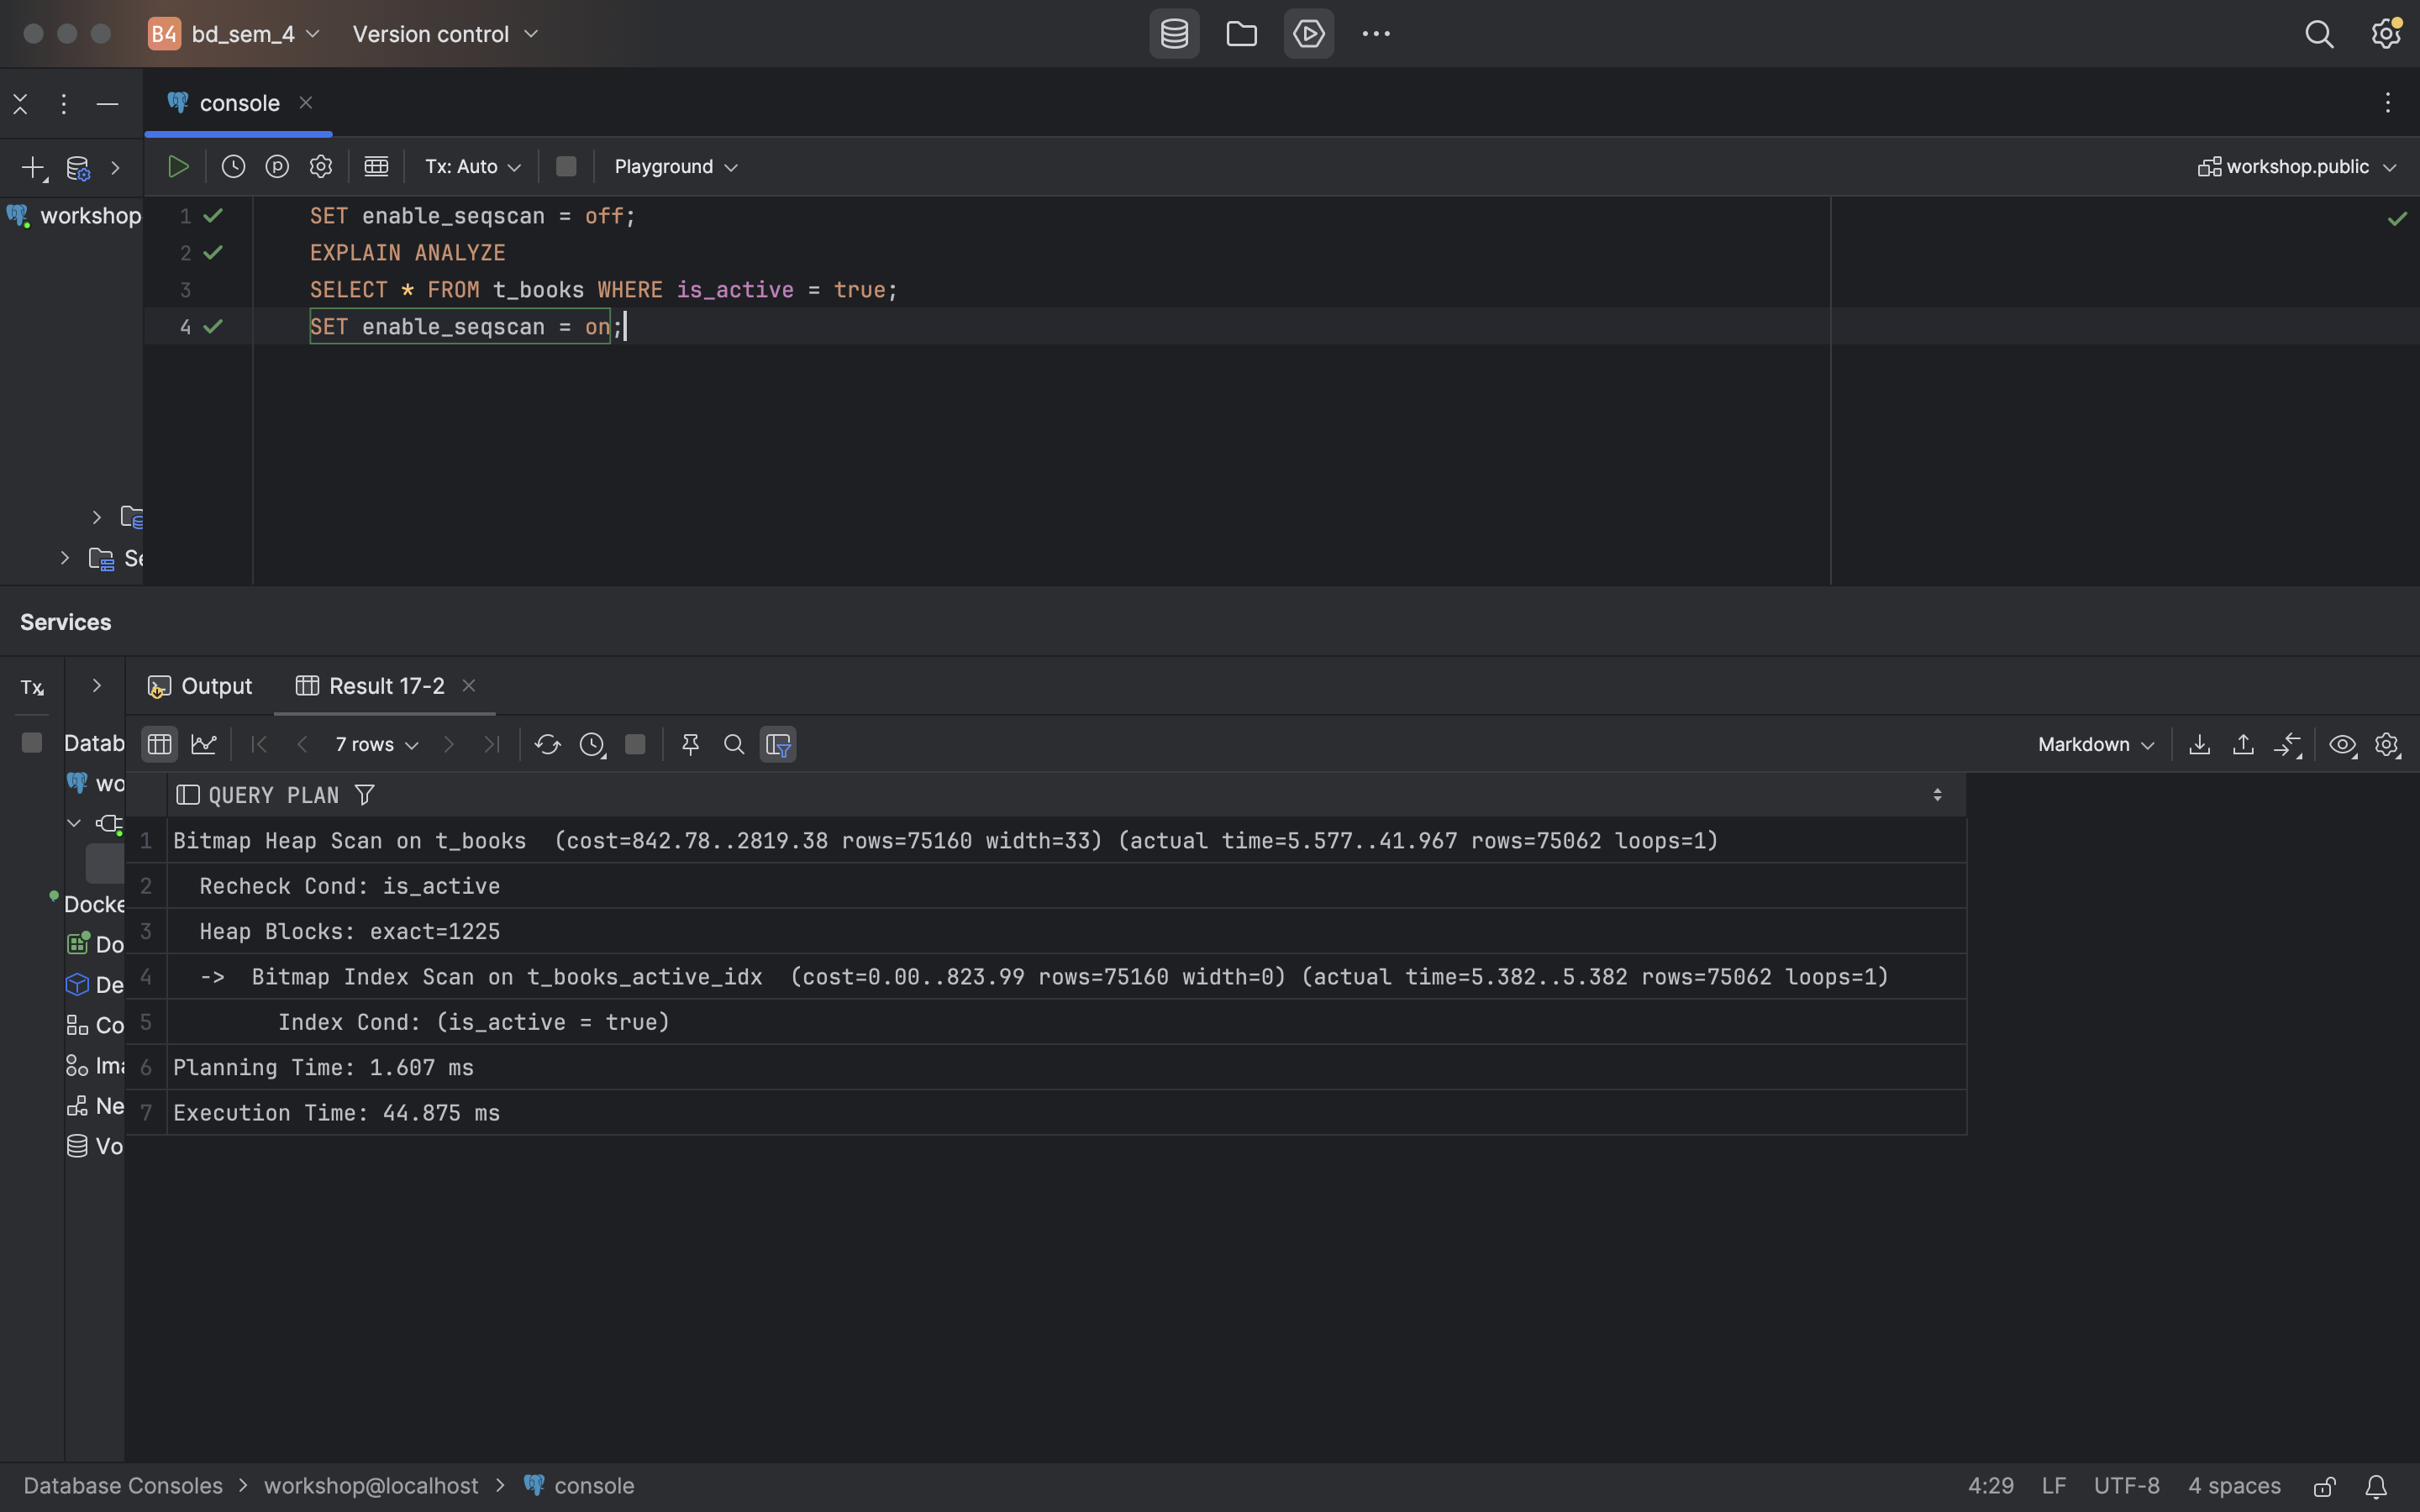 B4 bd_sem_4 Version control
console
Tx: Auto Playground workshop.public
workshop
1 SET enable_seqscan = off;
2 EXPLAIN ANALYZE
3 SELECT * FROM t_books WHERE is_active = true;
4 SET enable_seqscan = on;
Se
Services
Tx Output Result 17-2
Datab 7 rows Markdown
wo
QUERY PLAN
1 Bitmap Heap Scan on t_books (cost=842.78..2819.38 rows=75160 width=33) (actual time=5.577..41.967 rows=75062 loops=1)
2 Recheck Cond: is_active
Docke
3 Heap Blocks: exact=1225
Do
4 -> Bitmap Index Scan on t_books_active_idx (cost=0.00..823.99 rows=75160 width=0) (actual time=5.382..5.382 rows=75062 loops=1)
De
5 Index Cond: (is_active = true)
Co
6 Planning Time: 1.607 ms
Ima
7 Execution Time: 44.875 ms
Ne
Vo
Database Consoles > workshop@localhost > console 4:29 LF UTF-8 4 spaces